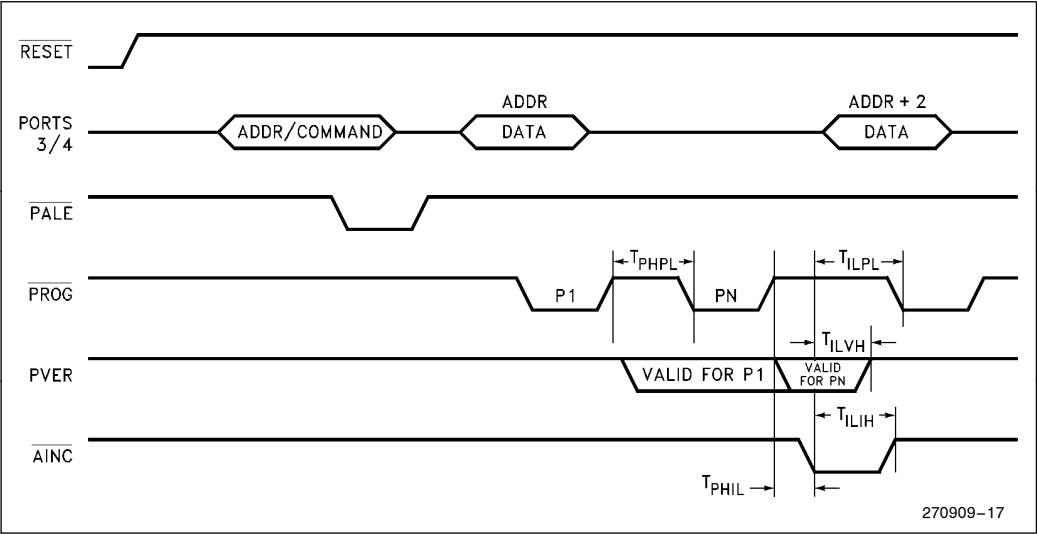 RESET
PORTS
3/4
ADDR/COMMAND
ADDR
DATA
ADDR + 2
DATA
PALE
PROG
P1
TPHPL
PN
TILPL
PVER
VALID FOR P1
VALID
FOR PN
TILVH
AINC
TILIH
TPHIL
270909-17